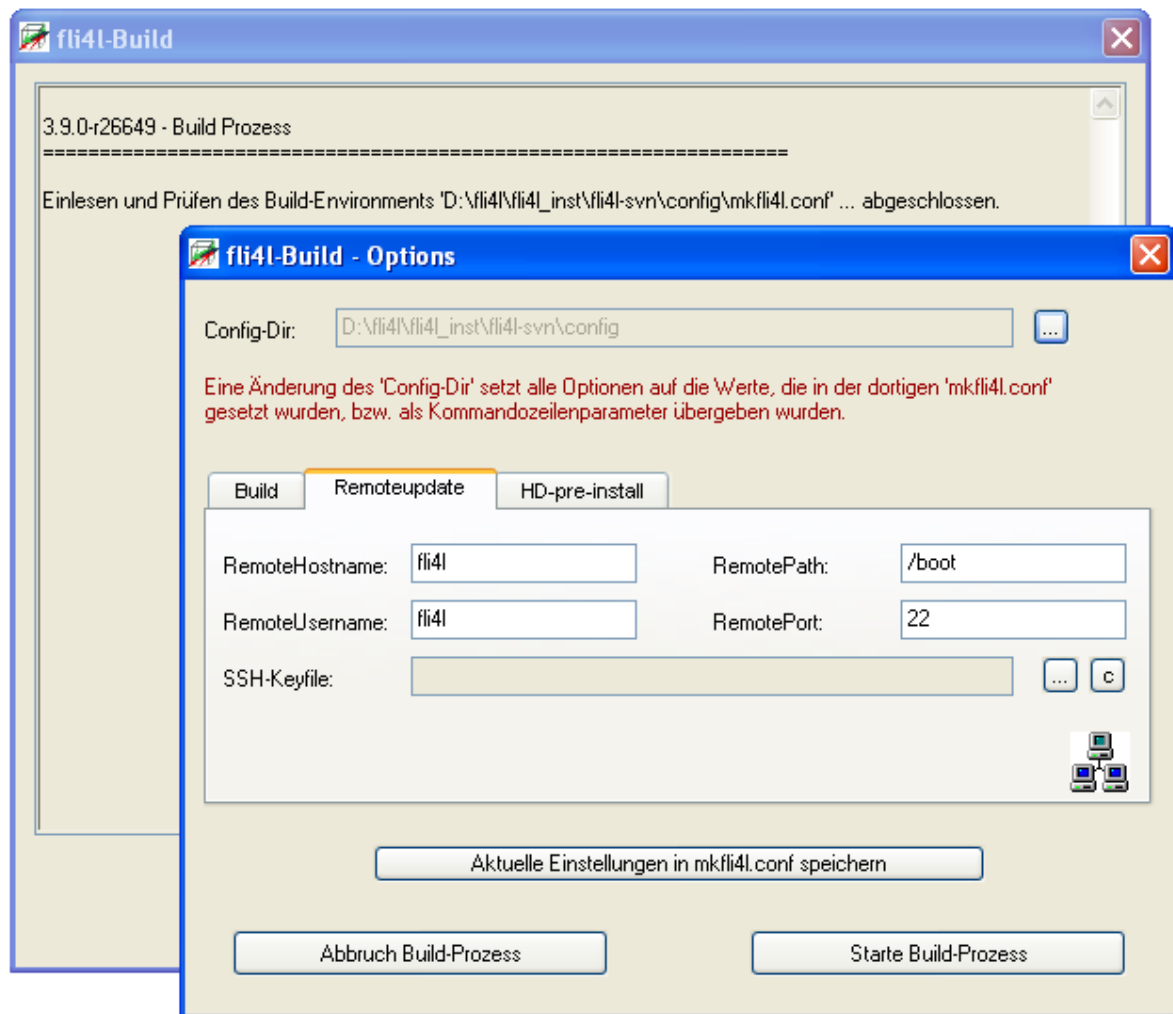 fli4l-Build
3.9.0-r26649 - Build Prozess
==================================================================
Einlesen und Prüfen des Build-Environments 'D:\fli4l\fli4l_inst\fli4l-svn\config\mkfli4l.conf' ... abgeschlossen.
fli4l-Build - Options
Config-Dir: D:\fli4l\fli4l_inst\fli4l-svn\config ...
Eine Änderung des 'Config-Dir' setzt alle Optionen auf die Werte, die in der dortigen 'mkfli4l.conf'
gesetzt wurden, bzw. als Kommandozeilenparameter übergeben wurden.
Build Remoteupdate HD-pre-install
RemoteHostname: fli4l RemotePath: /boot
RemoteUsername: fli4l RemotePort: 22
SSH-Keyfile: ... c
Aktuelle Einstellungen in mkfli4l.conf speichern
Abbruch Build-Prozess Starte Build-Prozess